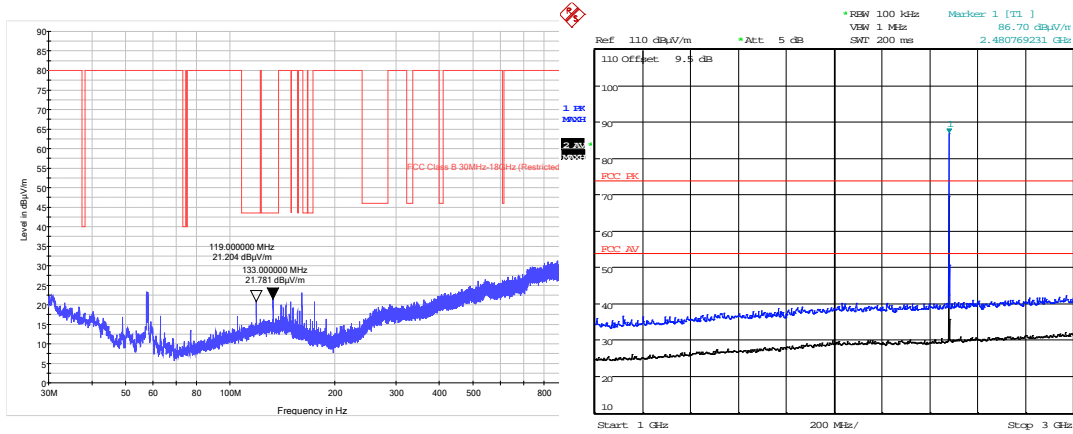 90
85
80
75
70
65
60
55
50
45
40
35
30
25
20
15
10
5
0
Level in dBµV/m
FCC Class B 30MHz-18GHz (Restricted
119.000000 MHz
21.204 dBµV/m
133.000000 MHz
21.781 dBµV/m
30M 50 60 80 100M 200 300 400 500 800
Frequency in Hz
R S
*RBW 100 kHz Marker 1 [T1 ]
VBW 1 MHz 86.70 dBµV/m
Ref 110 dBµV/m *Att 5 dB SWT 200 ms 2.480769231 GHz
110 Offset 9.5 dB
100
1 PK
MAXH
90
1
2 AV *
MAXH
80
FCC PK
70
60
FCC AV
50
40
30
20
10
Start 1 GHz 200 MHz/ Stop 3 GHz